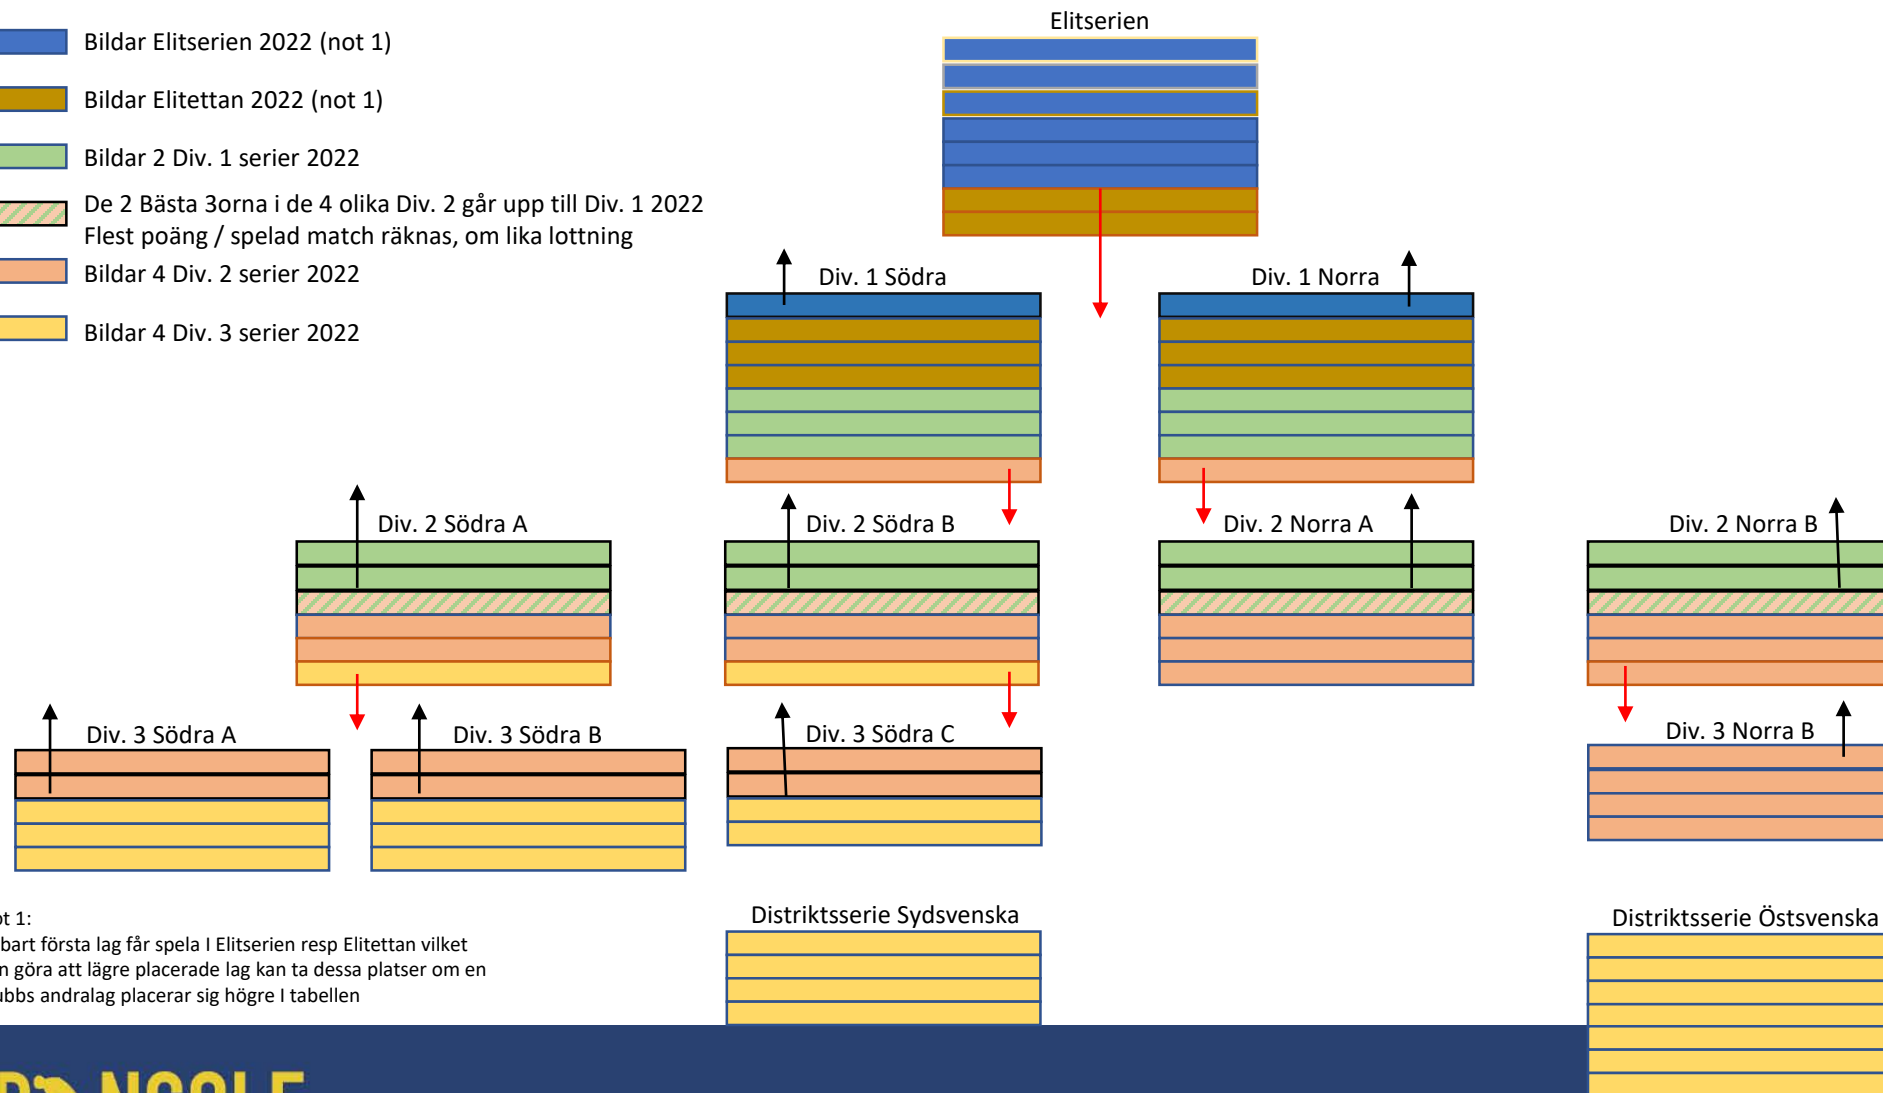 Elitserien
Bildar Elitserien 2022 (not 1)
Bildar Elitettan 2022 (not 1)
Bildar 2 Div. 1 serier 2022
De 2 Bästa 3orna i de 4 olika Div. 2 går upp till Div. 1 2022
Flest poäng / spelad match räknas, om lika lottning
Bildar 4 Div. 2 serier 2022
Bildar 4 Div. 3 serier 2022
Div. 1 Södra
Div. 1 Norra
Div. 2 Södra A
Div. 2 Södra B
Div. 2 Norra A
Div. 2 Norra B
Div. 3 Södra A
Div. 3 Södra B
Div. 3 Södra C
Div. 3 Norra B
Distriktsserie Sydsvenska
Distriktsserie Östsvenska
1:
första lag får spela I Elitserien resp Elitettan vilket
göra att lägre placerade lag kan ta dessa platser om en
andralag placerar sig högre I tabellen